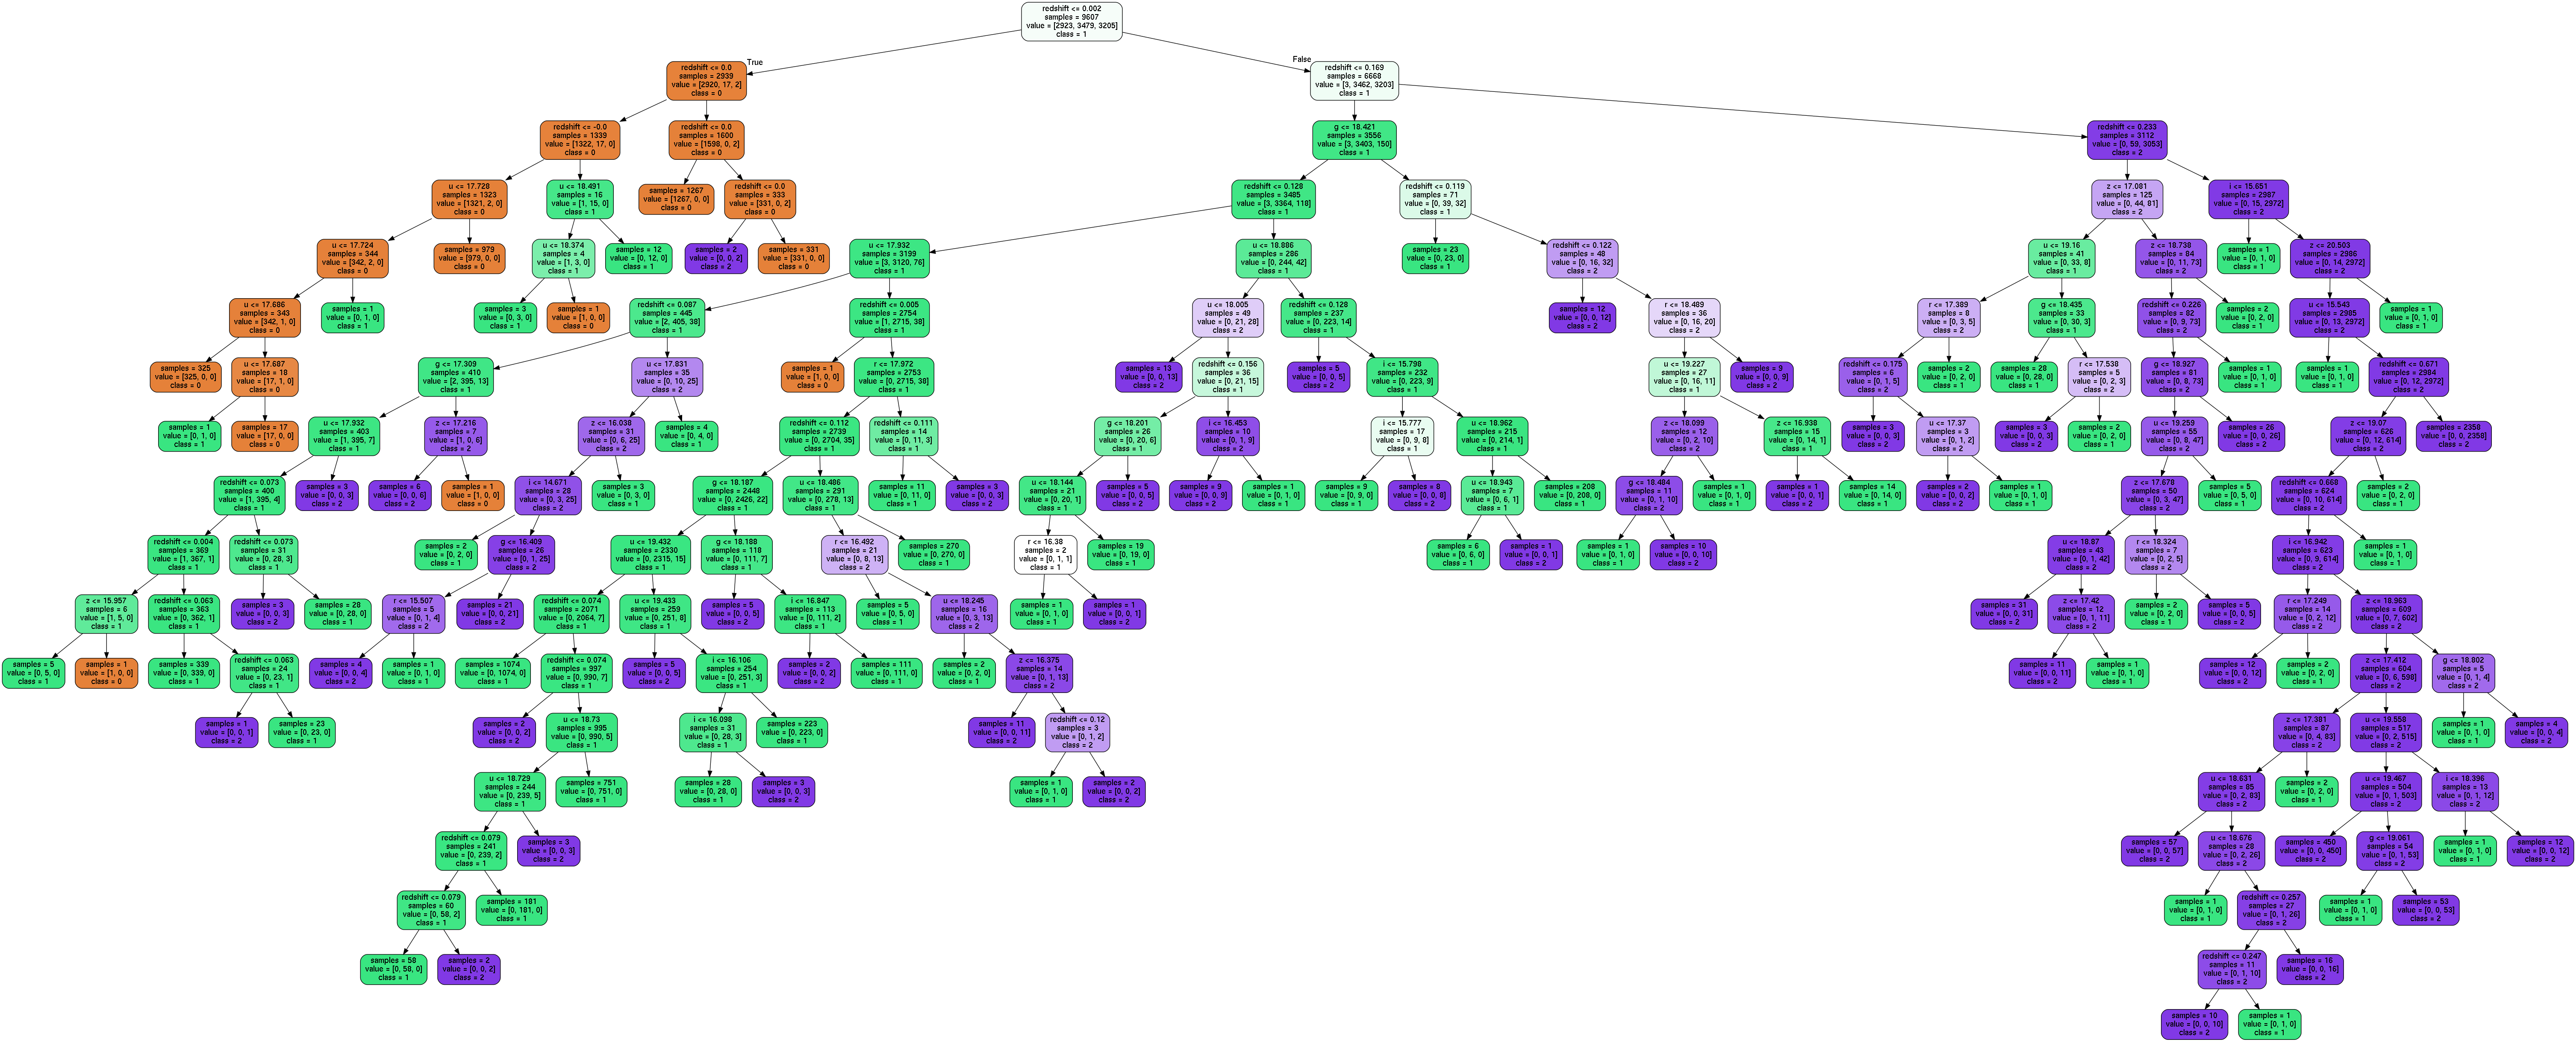 redshift <= 0.002
samples = 9607
value = [2923, 3479, 3205]
class = 1
True
False
redshift <= 0.0
samples = 2939
value = [2920, 17, 2]
class = 0
redshift <= 0.169
samples = 6668
value = [3, 3462, 3203]
class = 1
redshift <= -0.0
samples = 1339
value = [1322, 17, 0]
class = 0
redshift <= 0.0
samples = 1600
value = [1598, 0, 2]
class = 0
g <= 18.421
samples = 3556
value = [3, 3403, 150]
class = 1
redshift <= 0.233
samples = 3112
value = [0, 59, 3053]
class = 2
u <= 17.728
samples = 1323
value = [1321, 2, 0]
class = 0
u <= 18.491
samples = 16
value = [1, 15, 0]
class = 1
samples = 1267
value = [1267, 0, 0]
class = 0
redshift <= 0.0
samples = 333
value = [331, 0, 2]
class = 0
redshift <= 0.128
samples = 3485
value = [3, 3364, 118]
class = 1
redshift <= 0.119
samples = 71
value = [0, 39, 32]
class = 1
z <= 17.081
samples = 125
value = [0, 44, 81]
class = 2
i <= 15.651
samples = 2987
value = [0, 15, 2972]
class = 2
u <= 17.724
samples = 344
value = [342, 2, 0]
class = 0
samples = 979
value = [979, 0, 0]
class = 0
u <= 18.374
samples = 4
value = [1, 3, 0]
class = 1
samples = 12
value = [0, 12, 0]
class = 1
samples = 2
value = [0, 0, 2]
class = 2
samples = 331
value = [331, 0, 0]
class = 0
u <= 17.932
samples = 3199
value = [3, 3120, 76]
class = 1
u <= 18.886
samples = 286
value = [0, 244, 42]
class = 1
samples = 23
value = [0, 23, 0]
class = 1
redshift <= 0.122
samples = 48
value = [0, 16, 32]
class = 2
u <= 19.16
samples = 41
value = [0, 33, 8]
class = 1
z <= 18.738
samples = 84
value = [0, 11, 73]
class = 2
samples = 1
value = [0, 1, 0]
class = 1
z <= 20.503
samples = 2986
value = [0, 14, 2972]
class = 2
u <= 17.686
samples = 343
value = [342, 1, 0]
class = 0
samples = 1
value = [0, 1, 0]
class = 1
samples = 3
value = [0, 3, 0]
class = 1
samples = 1
value = [1, 0, 0]
class = 0
redshift <= 0.087
samples = 445
value = [2, 405, 38]
class = 1
redshift <= 0.005
samples = 2754
value = [1, 2715, 38]
class = 1
u <= 18.005
samples = 49
value = [0, 21, 28]
class = 2
redshift <= 0.128
samples = 237
value = [0, 223, 14]
class = 1
samples = 12
value = [0, 0, 12]
class = 2
r <= 18.489
samples = 36
value = [0, 16, 20]
class = 2
r <= 17.389
samples = 8
value = [0, 3, 5]
class = 2
g <= 18.435
samples = 33
value = [0, 30, 3]
class = 1
redshift <= 0.226
samples = 82
value = [0, 9, 73]
class = 2
samples = 2
value = [0, 2, 0]
class = 1
u <= 15.543
samples = 2985
value = [0, 13, 2972]
class = 2
samples = 1
value = [0, 1, 0]
class = 1
samples = 325
value = [325, 0, 0]
class = 0
u <= 17.687
samples = 18
value = [17, 1, 0]
class = 0
g <= 17.309
samples = 410
value = [2, 395, 13]
class = 1
u <= 17.831
samples = 35
value = [0, 10, 25]
class = 2
samples = 1
value = [1, 0, 0]
class = 0
r <= 17.972
samples = 2753
value = [0, 2715, 38]
class = 1
samples = 13
value = [0, 0, 13]
class = 2
redshift <= 0.156
samples = 36
value = [0, 21, 15]
class = 1
samples = 5
value = [0, 0, 5]
class = 2
i <= 15.798
samples = 232
value = [0, 223, 9]
class = 1
u <= 19.227
samples = 27
value = [0, 16, 11]
class = 1
samples = 9
value = [0, 0, 9]
class = 2
redshift <= 0.175
samples = 6
value = [0, 1, 5]
class = 2
samples = 2
value = [0, 2, 0]
class = 1
samples = 28
value = [0, 28, 0]
class = 1
r <= 17.538
samples = 5
value = [0, 2, 3]
class = 2
g <= 18.927
samples = 81
value = [0, 8, 73]
class = 2
samples = 1
value = [0, 1, 0]
class = 1
samples = 1
value = [0, 1, 0]
class = 1
redshift <= 0.671
samples = 2984
value = [0, 12, 2972]
class = 2
samples = 1
value = [0, 1, 0]
class = 1
samples = 17
value = [17, 0, 0]
class = 0
u <= 17.932
samples = 403
value = [1, 395, 7]
class = 1
z <= 17.216
samples = 7
value = [1, 0, 6]
class = 2
z <= 16.038
samples = 31
value = [0, 6, 25]
class = 2
samples = 4
value = [0, 4, 0]
class = 1
redshift <= 0.112
samples = 2739
value = [0, 2704, 35]
class = 1
redshift <= 0.111
samples = 14
value = [0, 11, 3]
class = 1
g <= 18.201
samples = 26
value = [0, 20, 6]
class = 1
i <= 16.453
samples = 10
value = [0, 1, 9]
class = 2
i <= 15.777
samples = 17
value = [0, 9, 8]
class = 1
u <= 18.962
samples = 215
value = [0, 214, 1]
class = 1
z <= 18.099
samples = 12
value = [0, 2, 10]
class = 2
z <= 16.938
samples = 15
value = [0, 14, 1]
class = 1
samples = 3
value = [0, 0, 3]
class = 2
u <= 17.37
samples = 3
value = [0, 1, 2]
class = 2
samples = 3
value = [0, 0, 3]
class = 2
samples = 2
value = [0, 2, 0]
class = 1
u <= 19.259
samples = 55
value = [0, 8, 47]
class = 2
samples = 26
value = [0, 0, 26]
class = 2
z <= 19.07
samples = 626
value = [0, 12, 614]
class = 2
samples = 2358
value = [0, 0, 2358]
class = 2
redshift <= 0.073
samples = 400
value = [1, 395, 4]
class = 1
samples = 3
value = [0, 0, 3]
class = 2
samples = 6
value = [0, 0, 6]
class = 2
samples = 1
value = [1, 0, 0]
class = 0
i <= 14.671
samples = 28
value = [0, 3, 25]
class = 2
samples = 3
value = [0, 3, 0]
class = 1
g <= 18.187
samples = 2448
value = [0, 2426, 22]
class = 1
u <= 18.486
samples = 291
value = [0, 278, 13]
class = 1
samples = 11
value = [0, 11, 0]
class = 1
samples = 3
value = [0, 0, 3]
class = 2
u <= 18.144
samples = 21
value = [0, 20, 1]
class = 1
samples = 5
value = [0, 0, 5]
class = 2
samples = 9
value = [0, 0, 9]
class = 2
samples = 1
value = [0, 1, 0]
class = 1
samples = 9
value = [0, 9, 0]
class = 1
samples = 8
value = [0, 0, 8]
class = 2
u <= 18.943
samples = 7
value = [0, 6, 1]
class = 1
samples = 208
value = [0, 208, 0]
class = 1
g <= 18.484
samples = 11
value = [0, 1, 10]
class = 2
samples = 1
value = [0, 1, 0]
class = 1
samples = 1
value = [0, 0, 1]
class = 2
samples = 14
value = [0, 14, 0]
class = 1
samples = 2
value = [0, 0, 2]
class = 2
samples = 1
value = [0, 1, 0]
class = 1
z <= 17.678
samples = 50
value = [0, 3, 47]
class = 2
samples = 5
value = [0, 5, 0]
class = 1
redshift <= 0.668
samples = 624
value = [0, 10, 614]
class = 2
samples = 2
value = [0, 2, 0]
class = 1
redshift <= 0.004
samples = 369
value = [1, 367, 1]
class = 1
redshift <= 0.073
samples = 31
value = [0, 28, 3]
class = 1
samples = 2
value = [0, 2, 0]
class = 1
g <= 16.409
samples = 26
value = [0, 1, 25]
class = 2
u <= 19.432
samples = 2330
value = [0, 2315, 15]
class = 1
g <= 18.188
samples = 118
value = [0, 111, 7]
class = 1
r <= 16.492
samples = 21
value = [0, 8, 13]
class = 2
samples = 270
value = [0, 270, 0]
class = 1
r <= 16.38
samples = 2
value = [0, 1, 1]
class = 1
samples = 19
value = [0, 19, 0]
class = 1
samples = 6
value = [0, 6, 0]
class = 1
samples = 1
value = [0, 0, 1]
class = 2
samples = 1
value = [0, 1, 0]
class = 1
samples = 10
value = [0, 0, 10]
class = 2
u <= 18.87
samples = 43
value = [0, 1, 42]
class = 2
r <= 18.324
samples = 7
value = [0, 2, 5]
class = 2
i <= 16.942
samples = 623
value = [0, 9, 614]
class = 2
samples = 1
value = [0, 1, 0]
class = 1
z <= 15.957
samples = 6
value = [1, 5, 0]
class = 1
redshift <= 0.063
samples = 363
value = [0, 362, 1]
class = 1
samples = 3
value = [0, 0, 3]
class = 2
samples = 28
value = [0, 28, 0]
class = 1
r <= 15.507
samples = 5
value = [0, 1, 4]
class = 2
samples = 21
value = [0, 0, 21]
class = 2
redshift <= 0.074
samples = 2071
value = [0, 2064, 7]
class = 1
u <= 19.433
samples = 259
value = [0, 251, 8]
class = 1
samples = 5
value = [0, 0, 5]
class = 2
i <= 16.847
samples = 113
value = [0, 111, 2]
class = 1
samples = 5
value = [0, 5, 0]
class = 1
u <= 18.245
samples = 16
value = [0, 3, 13]
class = 2
samples = 1
value = [0, 1, 0]
class = 1
samples = 1
value = [0, 0, 1]
class = 2
samples = 31
value = [0, 0, 31]
class = 2
z <= 17.42
samples = 12
value = [0, 1, 11]
class = 2
samples = 2
value = [0, 2, 0]
class = 1
samples = 5
value = [0, 0, 5]
class = 2
r <= 17.249
samples = 14
value = [0, 2, 12]
class = 2
z <= 18.963
samples = 609
value = [0, 7, 602]
class = 2
samples = 5
value = [0, 5, 0]
class = 1
samples = 1
value = [1, 0, 0]
class = 0
samples = 339
value = [0, 339, 0]
class = 1
redshift <= 0.063
samples = 24
value = [0, 23, 1]
class = 1
samples = 4
value = [0, 0, 4]
class = 2
samples = 1
value = [0, 1, 0]
class = 1
samples = 1074
value = [0, 1074, 0]
class = 1
redshift <= 0.074
samples = 997
value = [0, 990, 7]
class = 1
samples = 5
value = [0, 0, 5]
class = 2
i <= 16.106
samples = 254
value = [0, 251, 3]
class = 1
samples = 2
value = [0, 0, 2]
class = 2
samples = 111
value = [0, 111, 0]
class = 1
samples = 2
value = [0, 2, 0]
class = 1
z <= 16.375
samples = 14
value = [0, 1, 13]
class = 2
samples = 11
value = [0, 0, 11]
class = 2
samples = 1
value = [0, 1, 0]
class = 1
samples = 12
value = [0, 0, 12]
class = 2
samples = 2
value = [0, 2, 0]
class = 1
z <= 17.412
samples = 604
value = [0, 6, 598]
class = 2
g <= 18.802
samples = 5
value = [0, 1, 4]
class = 2
samples = 1
value = [0, 0, 1]
class = 2
samples = 23
value = [0, 23, 0]
class = 1
samples = 2
value = [0, 0, 2]
class = 2
u <= 18.73
samples = 995
value = [0, 990, 5]
class = 1
i <= 16.098
samples = 31
value = [0, 28, 3]
class = 1
samples = 223
value = [0, 223, 0]
class = 1
samples = 11
value = [0, 0, 11]
class = 2
redshift <= 0.12
samples = 3
value = [0, 1, 2]
class = 2
z <= 17.381
samples = 87
value = [0, 4, 83]
class = 2
u <= 19.558
samples = 517
value = [0, 2, 515]
class = 2
samples = 1
value = [0, 1, 0]
class = 1
samples = 4
value = [0, 0, 4]
class = 2
u <= 18.729
samples = 244
value = [0, 239, 5]
class = 1
samples = 751
value = [0, 751, 0]
class = 1
samples = 28
value = [0, 28, 0]
class = 1
samples = 3
value = [0, 0, 3]
class = 2
samples = 1
value = [0, 1, 0]
class = 1
samples = 2
value = [0, 0, 2]
class = 2
u <= 18.631
samples = 85
value = [0, 2, 83]
class = 2
samples = 2
value = [0, 2, 0]
class = 1
u <= 19.467
samples = 504
value = [0, 1, 503]
class = 2
i <= 18.396
samples = 13
value = [0, 1, 12]
class = 2
redshift <= 0.079
samples = 241
value = [0, 239, 2]
class = 1
samples = 3
value = [0, 0, 3]
class = 2
samples = 57
value = [0, 0, 57]
class = 2
u <= 18.676
samples = 28
value = [0, 2, 26]
class = 2
samples = 450
value = [0, 0, 450]
class = 2
g <= 19.061
samples = 54
value = [0, 1, 53]
class = 2
samples = 1
value = [0, 1, 0]
class = 1
samples = 12
value = [0, 0, 12]
class = 2
redshift <= 0.079
samples = 60
value = [0, 58, 2]
class = 1
samples = 181
value = [0, 181, 0]
class = 1
samples = 1
value = [0, 1, 0]
class = 1
redshift <= 0.257
samples = 27
value = [0, 1, 26]
class = 2
samples = 1
value = [0, 1, 0]
class = 1
samples = 53
value = [0, 0, 53]
class = 2
samples = 58
value = [0, 58, 0]
class = 1
samples = 2
value = [0, 0, 2]
class = 2
redshift <= 0.247
samples = 11
value = [0, 1, 10]
class = 2
samples = 16
value = [0, 0, 16]
class = 2
samples = 10
value = [0, 0, 10]
class = 2
samples = 1
value = [0, 1, 0]
class = 1